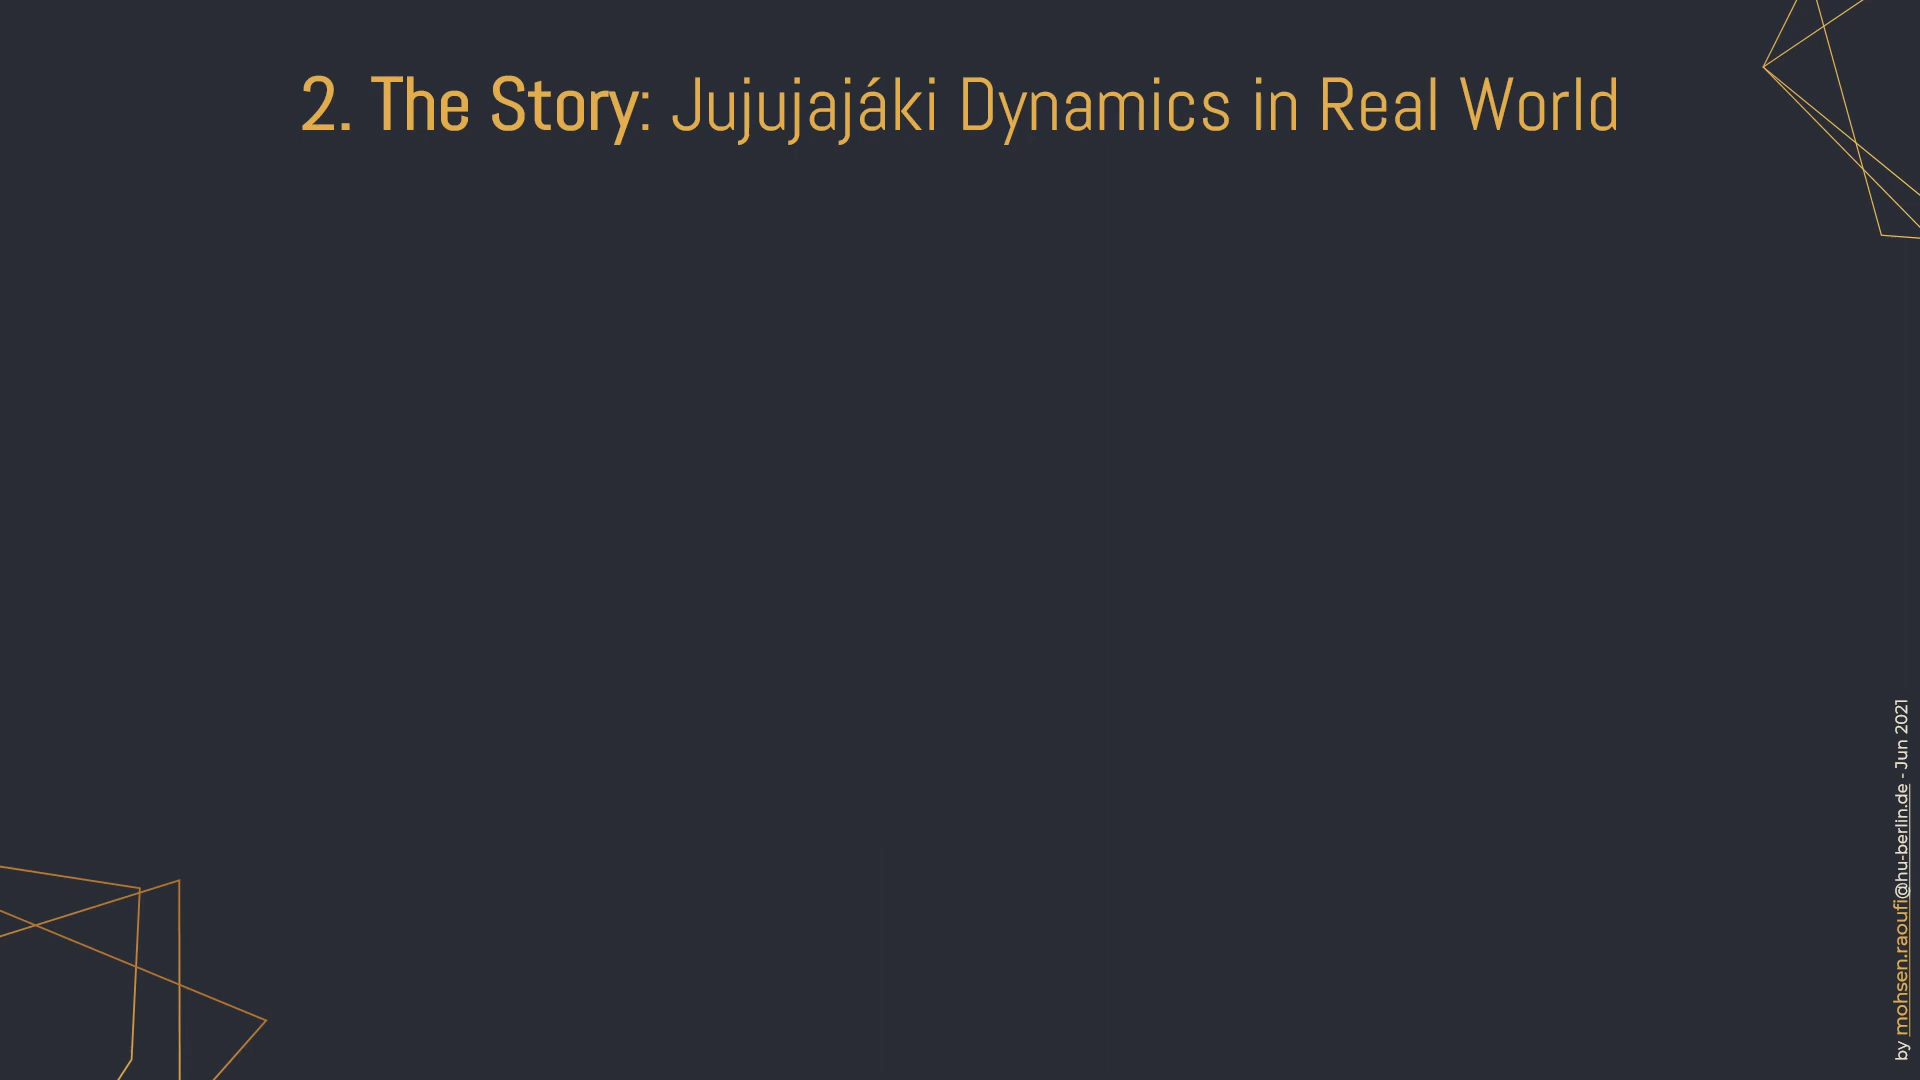 2. The Story: Jujujajáki Dynamics in Real World
by mohsen.raoufi@hu-berlin.de - Jun 2021